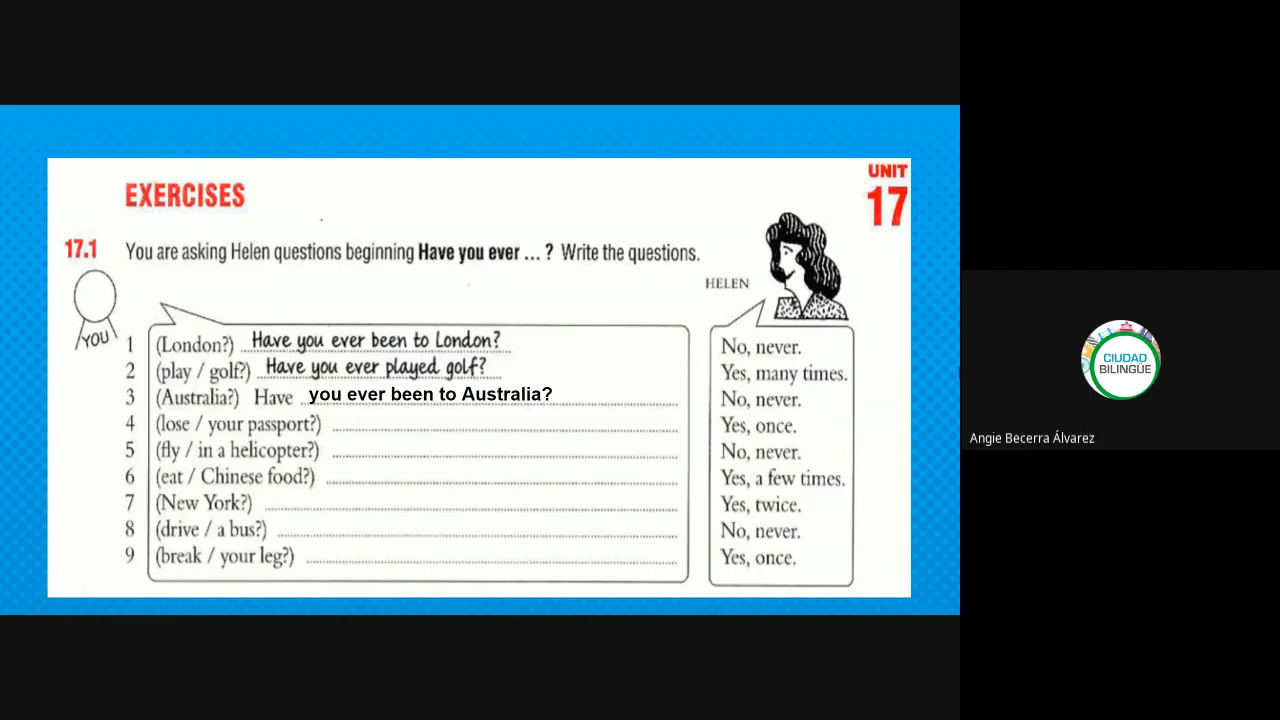 UNIT
17
EXERCISES
17.1 You are asking Helen questions beginning Have you ever ... ? Write the questions.
HELEN
YOU
1 (London?) Have you ever been to London?
2 (play / golf?) Have you ever played golf?
3 (Australia?) Have you ever been to Australia?
4 (lose / your passport?)
5 (fly / in a helicopter?)
6 (eat / Chinese food?)
7 (New York?)
8 (drive / a bus?)
9 (break / your leg?)
No, never.
Yes, many times.
No, never.
Yes, once.
No, never.
Yes, a few times.
Yes, twice.
No, never.
Yes, once.
CIUDAD
BILINGÜE
Angie Becerra Álvarez